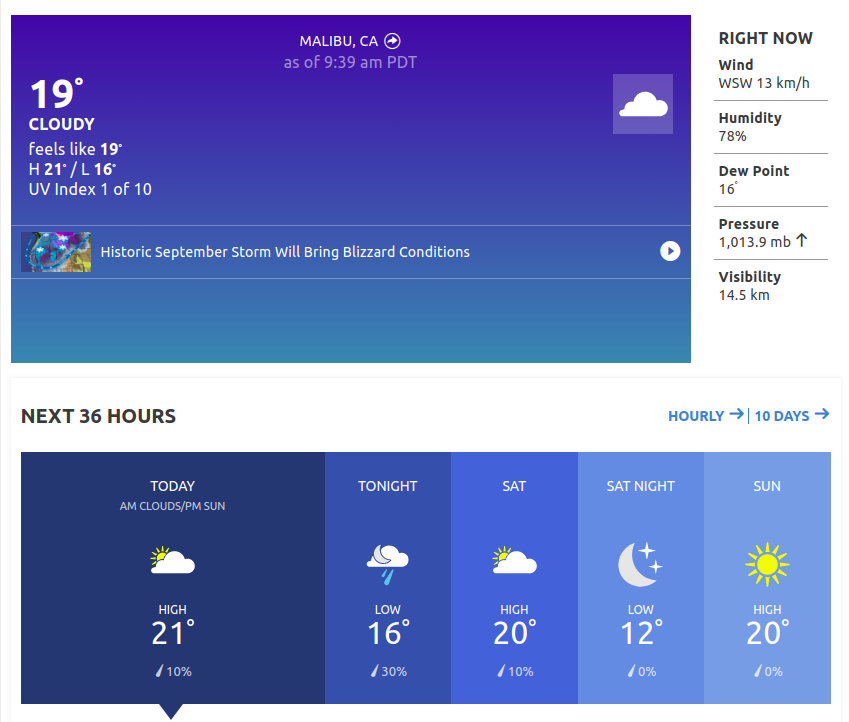 MALIBU, CA
as of 9:39 am PDT
19°
CLOUDY
feels like 19°
H 21° / L 16°
UV Index 1 of 10
Historic September Storm Will Bring Blizzard Conditions
RIGHT NOW
Wind
WSW 13 km/h
Humidity
78%
Dew Point
16°
Pressure
1,013.9 mb ↑
Visibility
14.5 km
NEXT 36 HOURS
HOURLY → | 10 DAYS →
TODAY
AM CLOUDS/PM SUN
HIGH
21°
10%
TONIGHT
LOW
16°
30%
SAT
HIGH
20°
10%
SAT NIGHT
LOW
12°
0%
SUN
HIGH
20°
0%